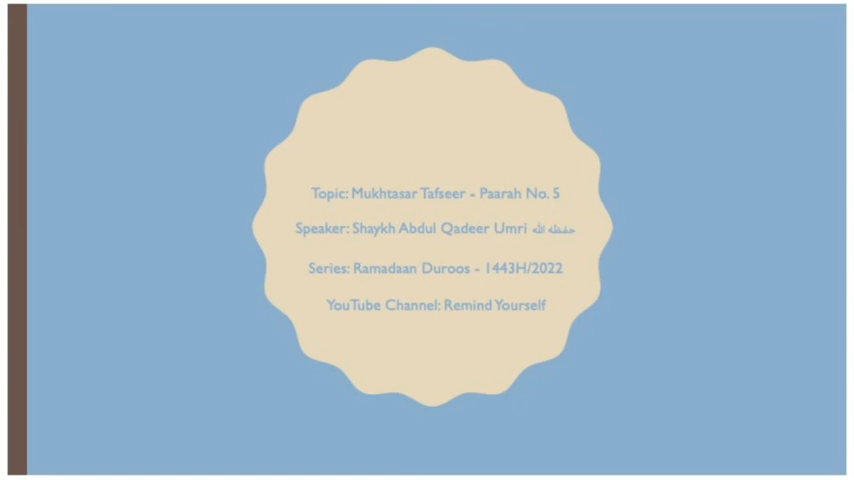 Topic: Mukhtasar Tafseer - Paarah No. 5
Speaker: Shaykh Abdul Qadeer Umri حفظه الله
Series: Ramadaan Duroos - 1443H/2022
YouTube Channel: Remind Yourself